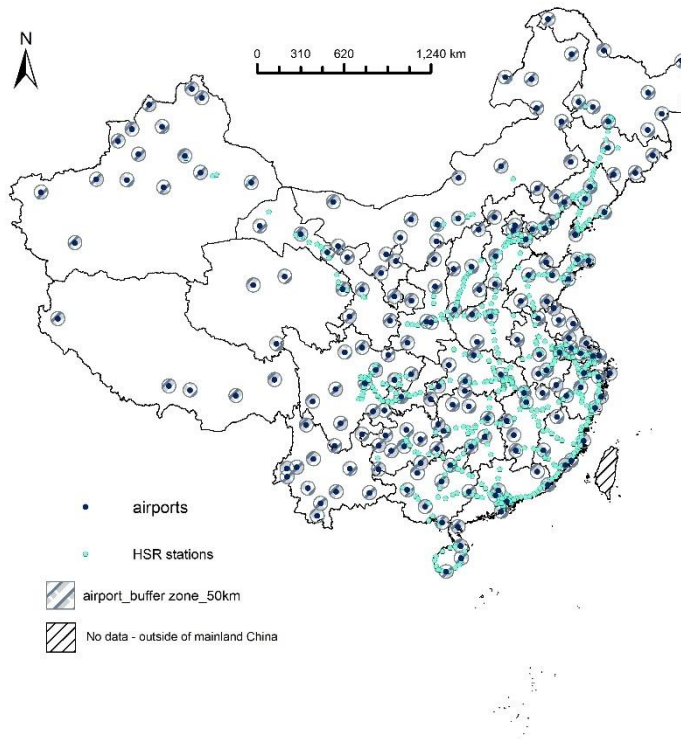 N
0 310 620 1,240 km
airports
HSR stations
airport_buffer zone_50km
No data - outside of mainland China